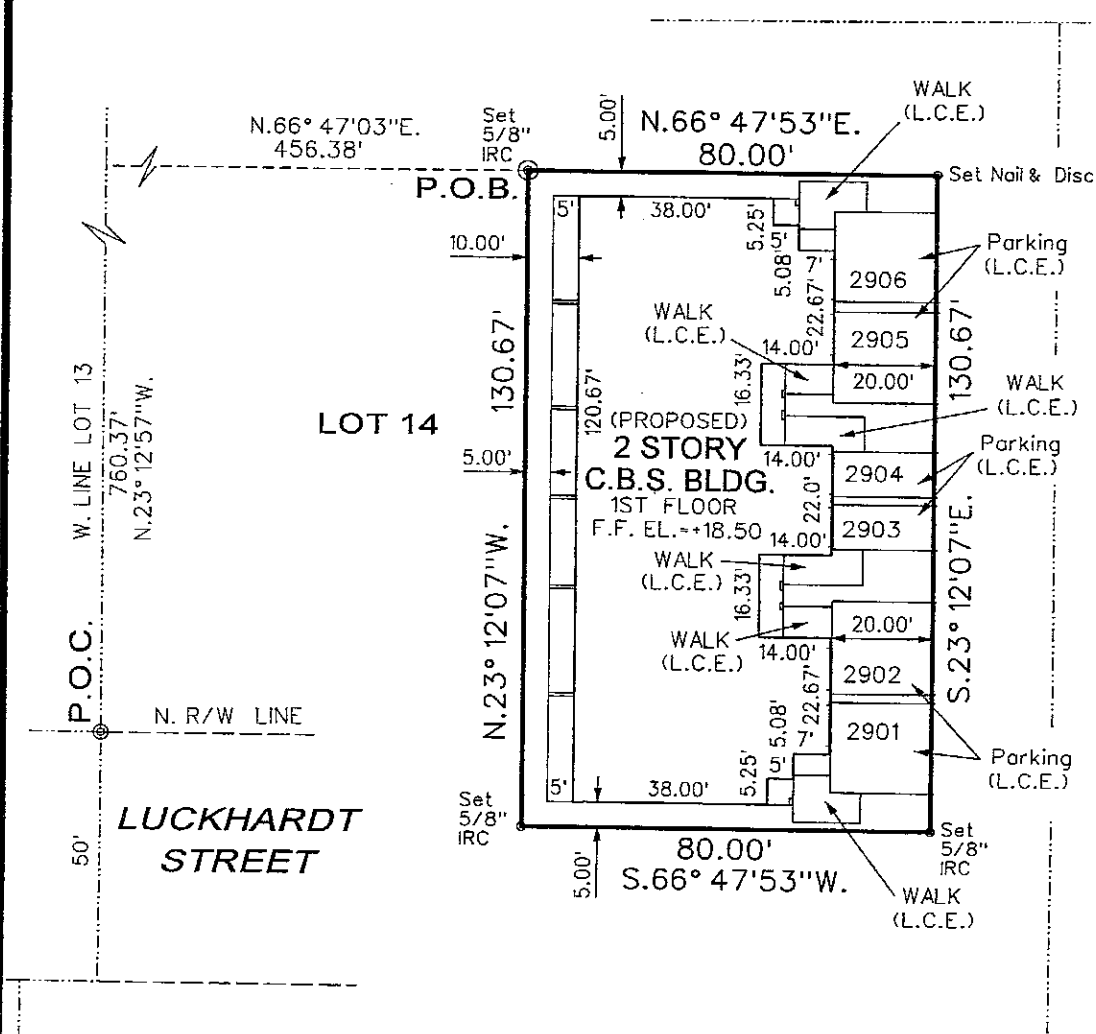 WALK
(L.C.E.)
N.66° 47'03"E.
456.38'
Set
5/8"
IRC
5.00'
N.66° 47'53"E.
80.00'
P.O.B.
Set Nail & Disc
5'
38.00'
5.25'
5'
10.00'
5.08'
7'
Parking
(L.C.E.)
2906
WALK
(L.C.E.)
22.67'
2905
130.67'
130.67'
14.00'
20.00'
16.33'
WALK
(L.C.E.)
W. LINE LOT 13
760.37'
N.23° 12'57"W.
LOT 14
120.67'
(PROPOSED)
2 STORY
C.B.S. BLDG.
1ST FLOOR
F.F. EL.=+18.50
5.00'
14.00'
Parking
(L.C.E.)
2904
22.0'
2903
14.00'
WALK
(L.C.E.)
16.33'
N.23° 12'07"W.
S.23° 12'07"E.
WALK
(L.C.E.)
14.00'
20.00'
2902
22.67'
P.O.C.
N. R/W LINE
2901
5.08'
7'
5.25'
5'
Parking
(L.C.E.)
5'
38.00'
Set
5/8"
IRC
LUCKHARDT
STREET
50'
5.00'
80.00'
S.66° 47'53"W.
Set
5/8"
IRC
WALK
(L.C.E.)